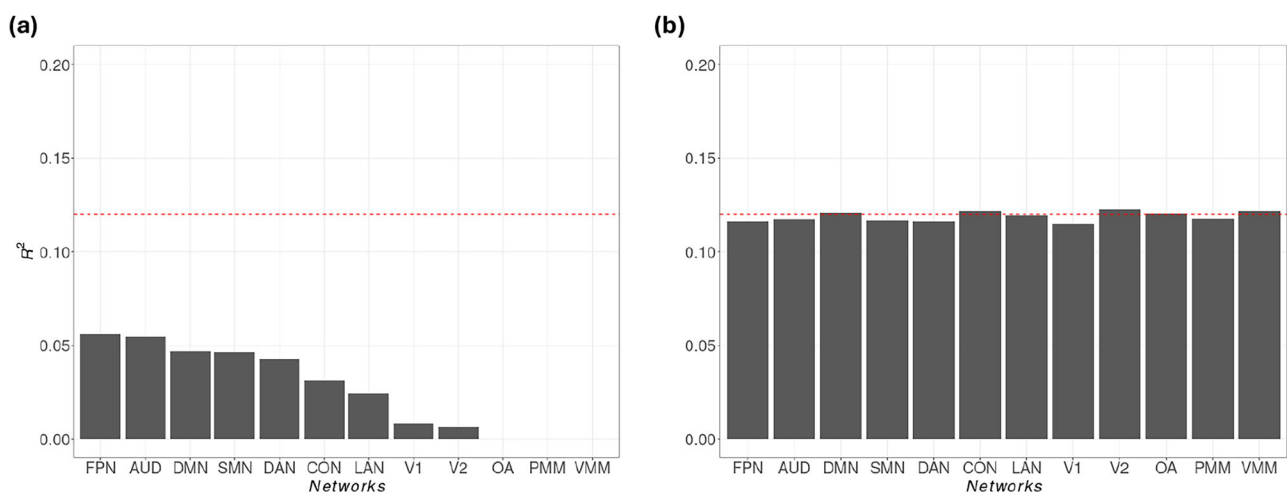 (a)
0.20
0.15
0.10
0.05
0.00
R²
FPN AUD DMN SMN DAN CON LAN V1 V2 OA PMM VMM
Networks
(b)
0.20
0.15
0.10
0.05
0.00
FPN AUD DMN SMN DAN CON LAN V1 V2 OA PMM VMM
Networks